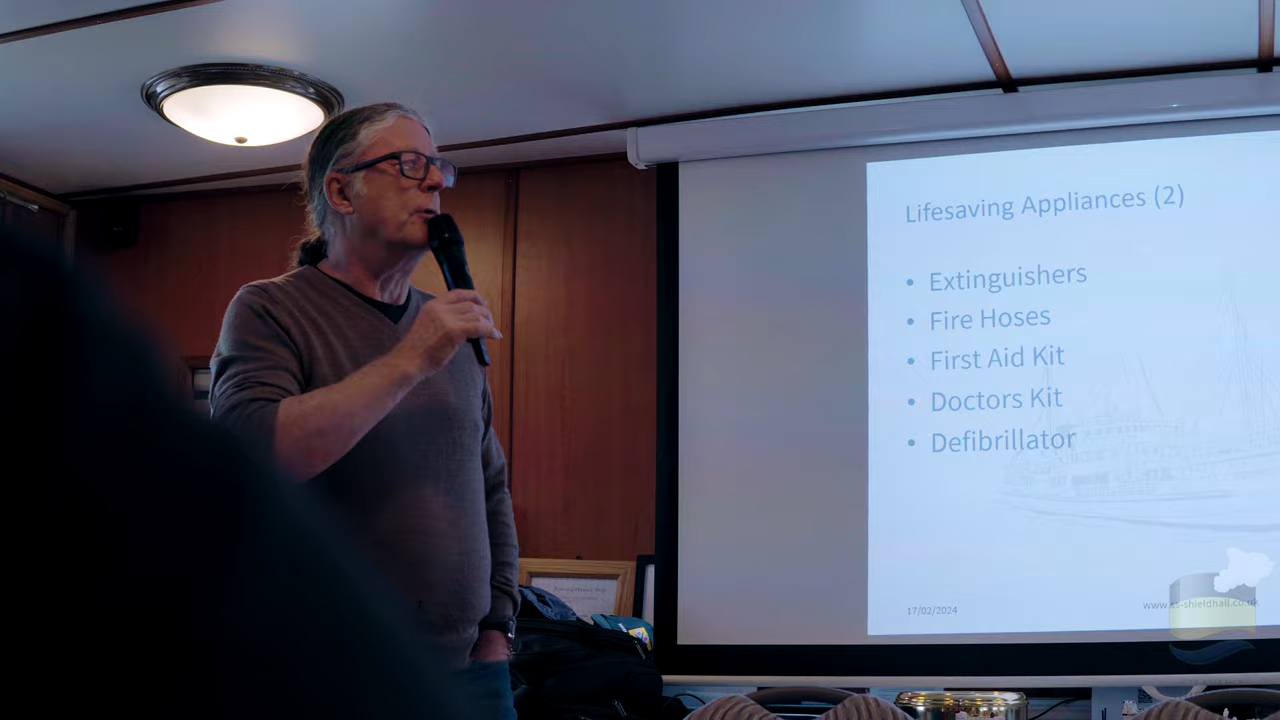 Lifesaving Appliances (2)
• Extinguishers
• Fire Hoses
• First Aid Kit
• Doctors Kit
• Defibrillator
17/02/2024
www.ss-shieldhall.co.uk